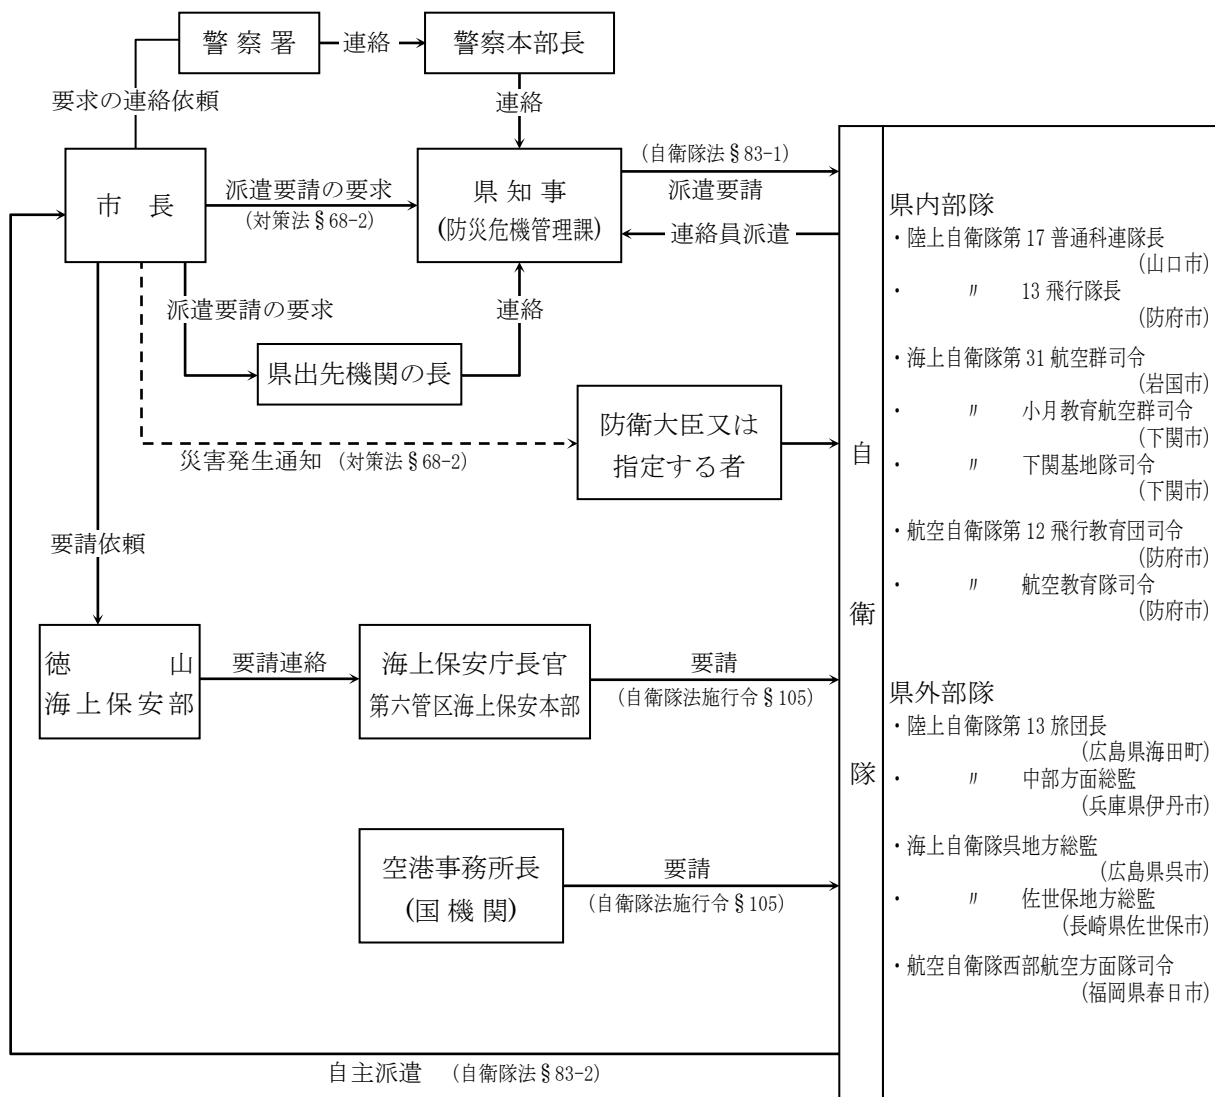 警察署
連絡
警察本部長
要求の連絡依頼
連絡
市 長
派遣要請の要求
(対策法§68-2)
県知事
(防災危機管理課)
(自衛隊法§83-1)
派遣要請
連絡員派遣
派遣要請の要求
連絡
県出先機関の長
災害発生通知 (対策法§68-2)
防衛大臣又は
指定する者
要請依頼
徳山
海上保安部
要請連絡
海上保安庁長官
第六管区海上保安本部
要請
(自衛隊法施行令§105)
空港事務所長
(国機関)
要請
(自衛隊法施行令§105)
自主派遣 (自衛隊法§83-2)
自
衛
隊
県内部隊
・陸上自衛隊第17普通科連隊長
(山口市)
・ 〃 13飛行隊長
(防府市)
・海上自衛隊第31航空群司令
(岩国市)
・ 〃 小月教育航空群司令
(下関市)
・ 〃 下関基地隊司令
(下関市)
・航空自衛隊第12飛行教育団司令
(防府市)
・ 〃 航空教育隊司令
(防府市)
県外部隊
・陸上自衛隊第13旅団長
(広島県海田町)
・ 〃 中部方面総監
(兵庫県伊丹市)
・海上自衛隊呉地方総監
(広島県呉市)
・ 〃 佐世保地方総監
(長崎県佐世保市)
・航空自衛隊西部航空方面隊司令
(福岡県春日市)